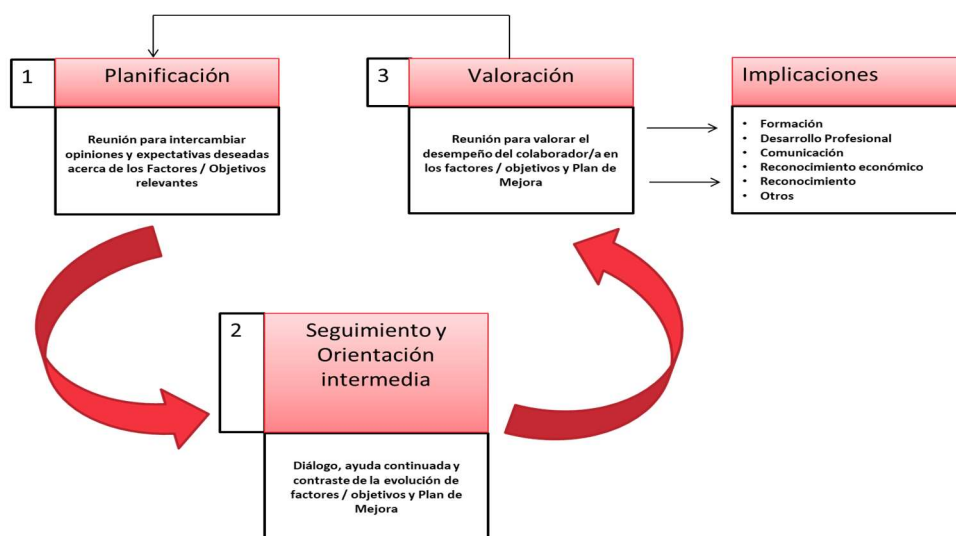 1
Planificación
Reunión para intercambiar
opiniones y expectativas deseadas
acerca de los Factores / Objetivos
relevantes
2
Seguimiento y
Orientación
intermedia
Diálogo, ayuda continuada y
contraste de la evolución de
factores / objetivos y Plan de
Mejora
3
Valoración
Reunión para valorar el
desempeño del colaborador/a en
los factores / objetivos y Plan de
Mejora
Implicaciones
• Formación
• Desarrollo Profesional
• Comunicación
• Reconocimiento económico
• Reconocimiento
• Otros